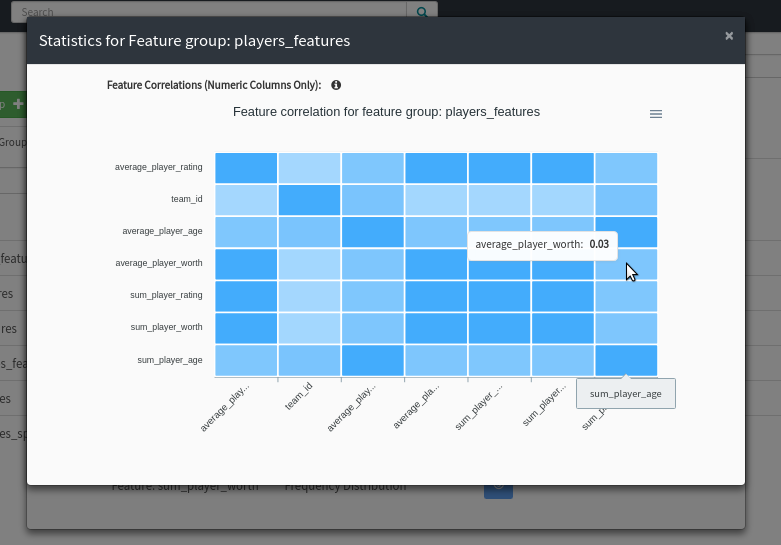 Search
Statistics for Feature group: players_features
×
Feature Correlations (Numeric Columns Only):
Feature correlation for feature group: players_features
average_player_rating
team_id
average_player_age
average_player_worth: 0.03
average_player_worth
sum_player_rating
sum_player_worth
sum_player_age
average_play...
team_id
average_play...
average_pla...
sum_player_...
sum_player...
sum_p
sum_player_age
Group
featu
res
res
s_fea
es
es_sp
Feature: sum_player_worth
Frequency Distribution